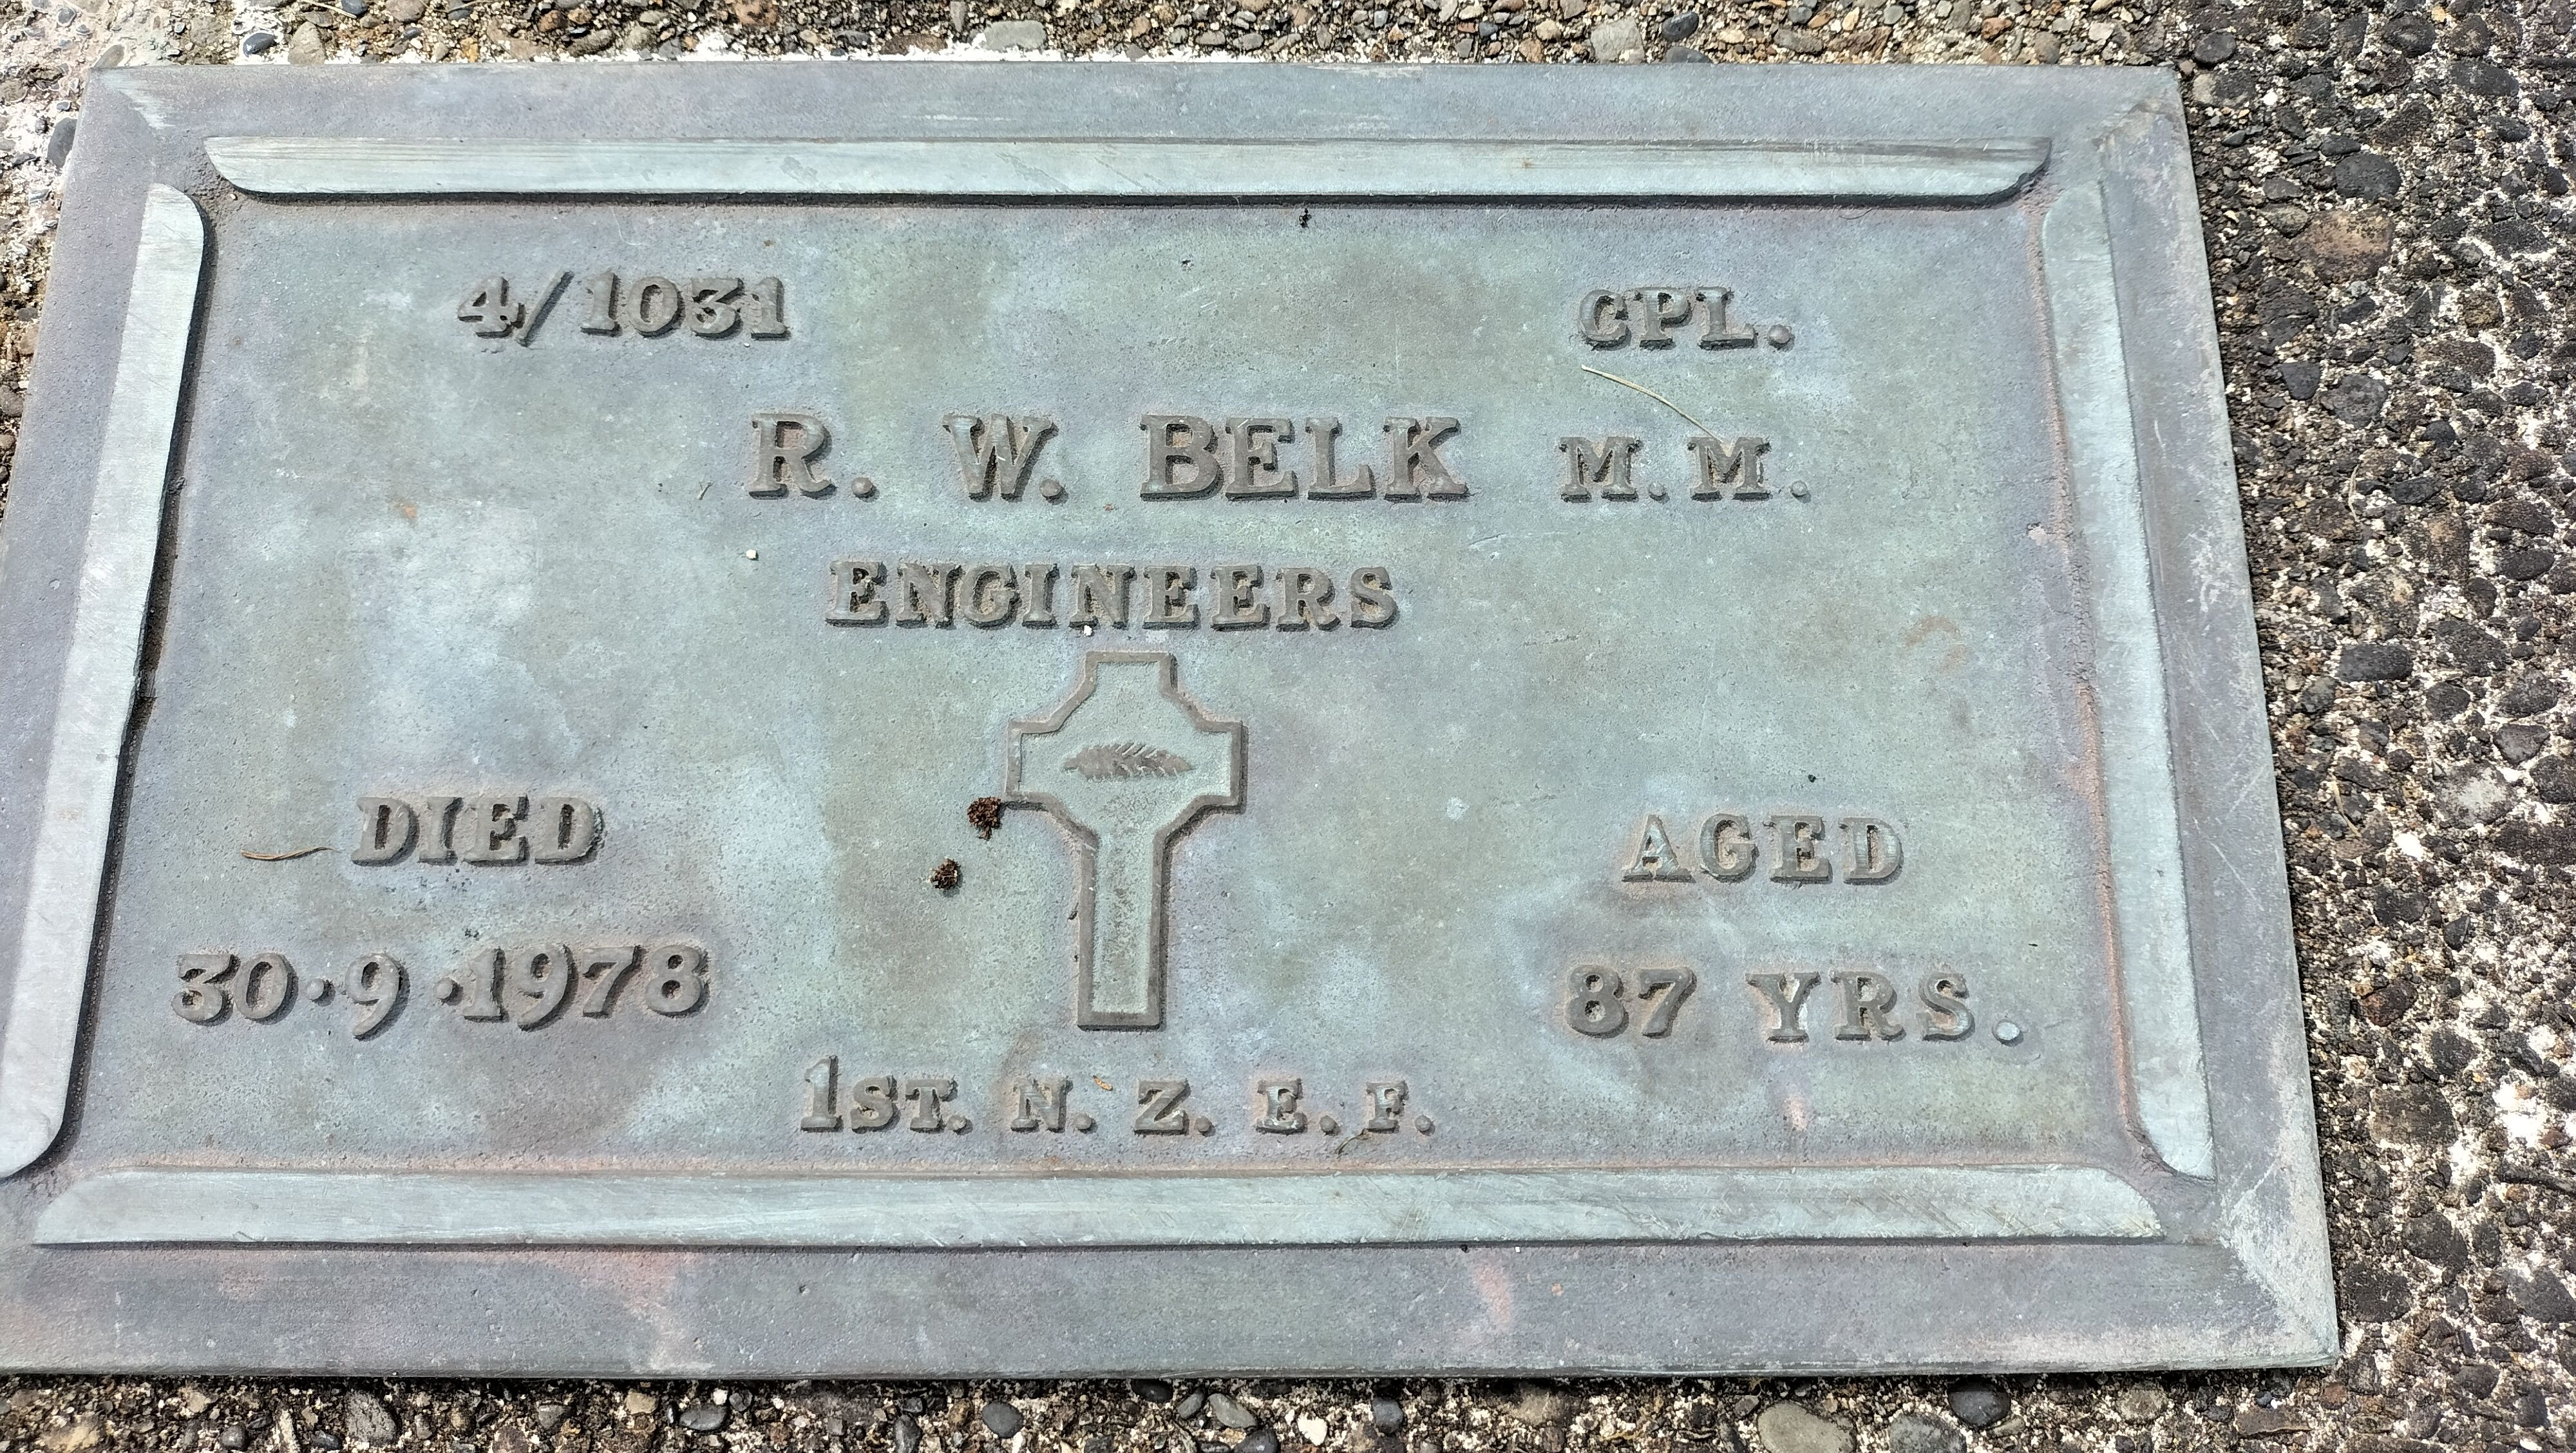 4/1031 CPL.
R. W. BELK M.M.
ENGINEERS
DIED AGED
30·9·1978 87 YRS.
1ST. N. Z. E. F.